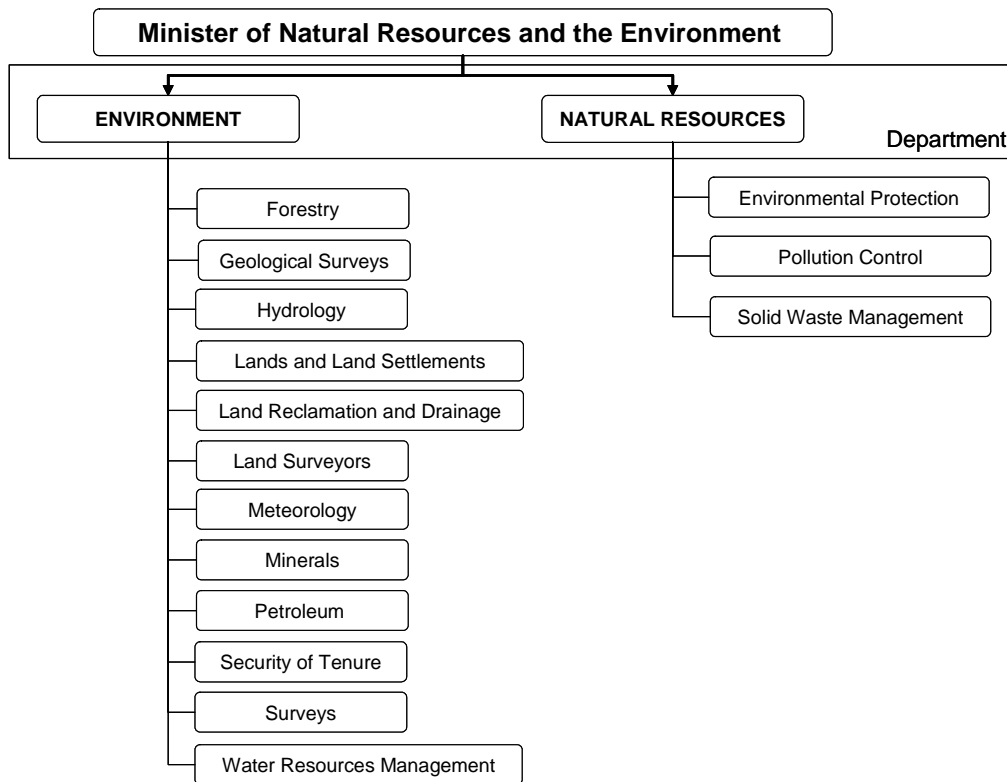 Minister of Natural Resources and the Environment
ENVIRONMENT
NATURAL RESOURCES
Department
Forestry
Geological Surveys
Hydrology
Lands and Land Settlements
Land Reclamation and Drainage
Land Surveyors
Meteorology
Minerals
Petroleum
Security of Tenure
Surveys
Water Resources Management
Environmental Protection
Pollution Control
Solid Waste Management